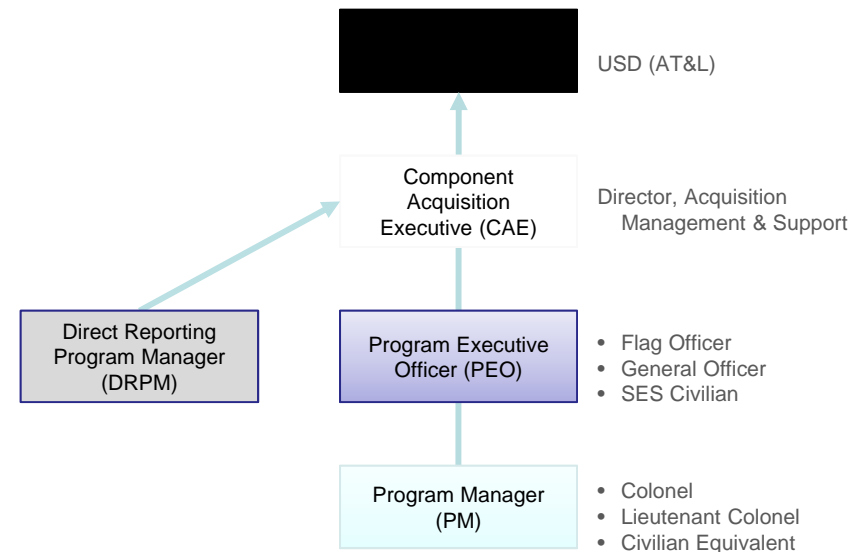 USD (AT&L)
Component
Acquisition
Executive (CAE)
Director, Acquisition
Management & Support
Direct Reporting
Program Manager
(DRPM)
Program Executive
Officer (PEO)
• Flag Officer
• General Officer
• SES Civilian
Program Manager
(PM)
• Colonel
• Lieutenant Colonel
• Civilian Equivalent